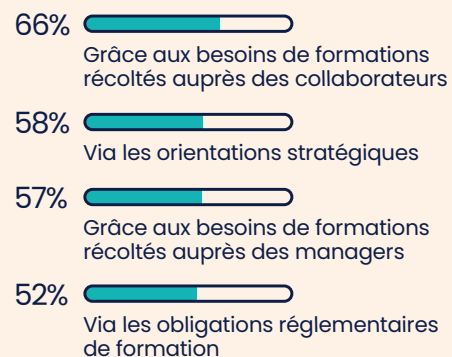 66%
Grâce aux besoins de formations
récoltés auprès des collaborateurs
58%
Via les orientations stratégiques
57%
Grâce aux besoins de formations
récoltés auprès des managers
52%
Via les obligations réglementaires
de formation